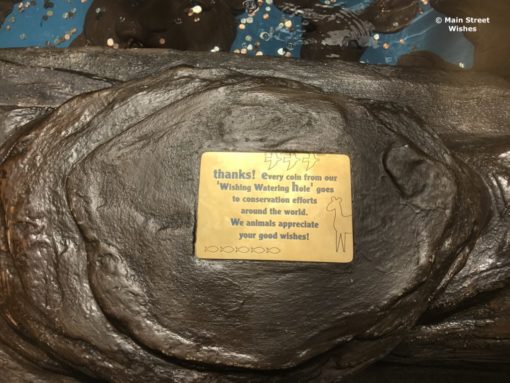 © Main Street
Wishes
thanks! every coin from our
'Wishing Watering hole' goes
to conservation efforts
around the world.
We animals appreciate
your good wishes!